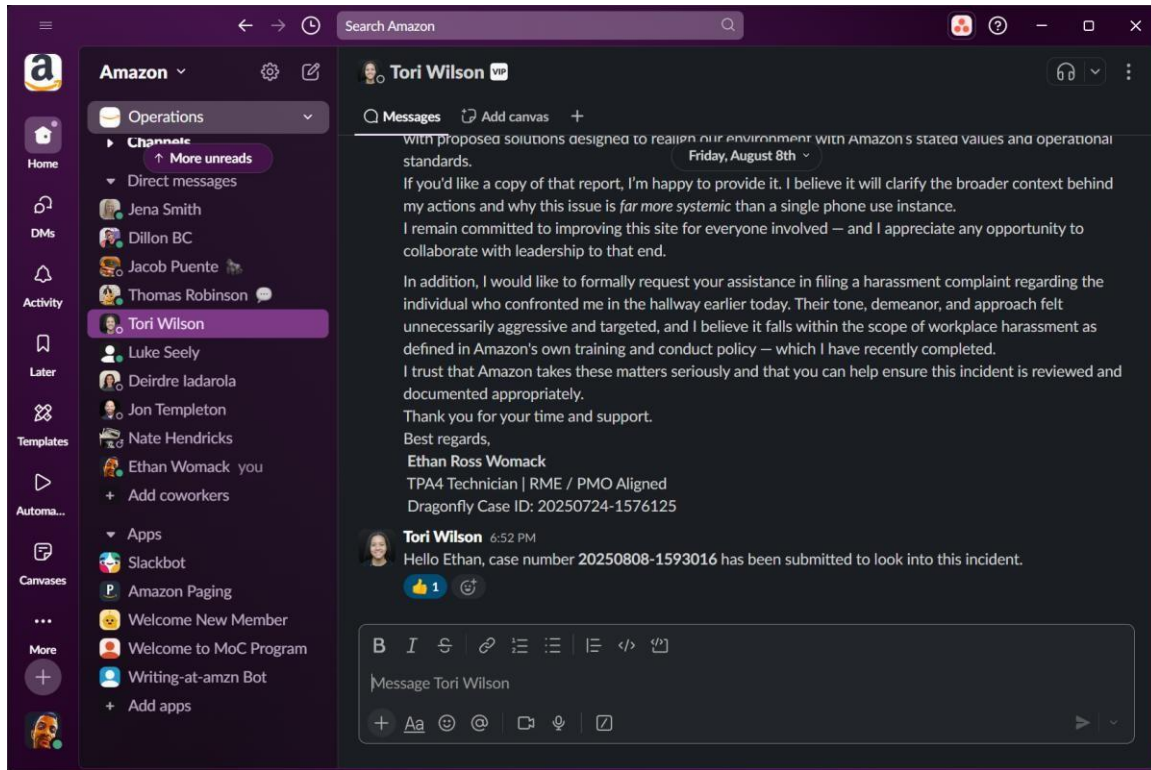 Search Amazon
Amazon
Tori Wilson VIP
Operations
Messages
Add canvas
Channels
More unreads
Home
Direct messages
Jena Smith
DMs
Dillon BC
Jacob Puente
Activity
Thomas Robinson
Tori Wilson
Luke Seely
Later
Deirdre Iadarola
Jon Templeton
Templates
Nate Hendricks
Ethan Womack you
Add coworkers
Automa...
Apps
Slackbot
Canvases
Amazon Paging
Welcome New Member
More
Welcome to MoC Program
Writing-at-amzn Bot
Add apps
with proposed solutions designed to realign our environment with Amazon's stated values and operational
standards.
Friday, August 8th
If you'd like a copy of that report, I'm happy to provide it. I believe it will clarify the broader context behind
my actions and why this issue is far more systemic than a single phone use instance.
I remain committed to improving this site for everyone involved — and I appreciate any opportunity to
collaborate with leadership to that end.
In addition, I would like to formally request your assistance in filing a harassment complaint regarding the
individual who confronted me in the hallway earlier today. Their tone, demeanor, and approach felt
unnecessarily aggressive and targeted, and I believe it falls within the scope of workplace harassment as
defined in Amazon's own training and conduct policy — which I have recently completed.
I trust that Amazon takes these matters seriously and that you can help ensure this incident is reviewed and
documented appropriately.
Thank you for your time and support.
Best regards,
Ethan Ross Womack
TPA4 Technician | RME / PMO Aligned
Dragonfly Case ID: 20250724-1576125
Tori Wilson 6:52 PM
Hello Ethan, case number 20250808-1593016 has been submitted to look into this incident.
1
Message Tori Wilson
Aa